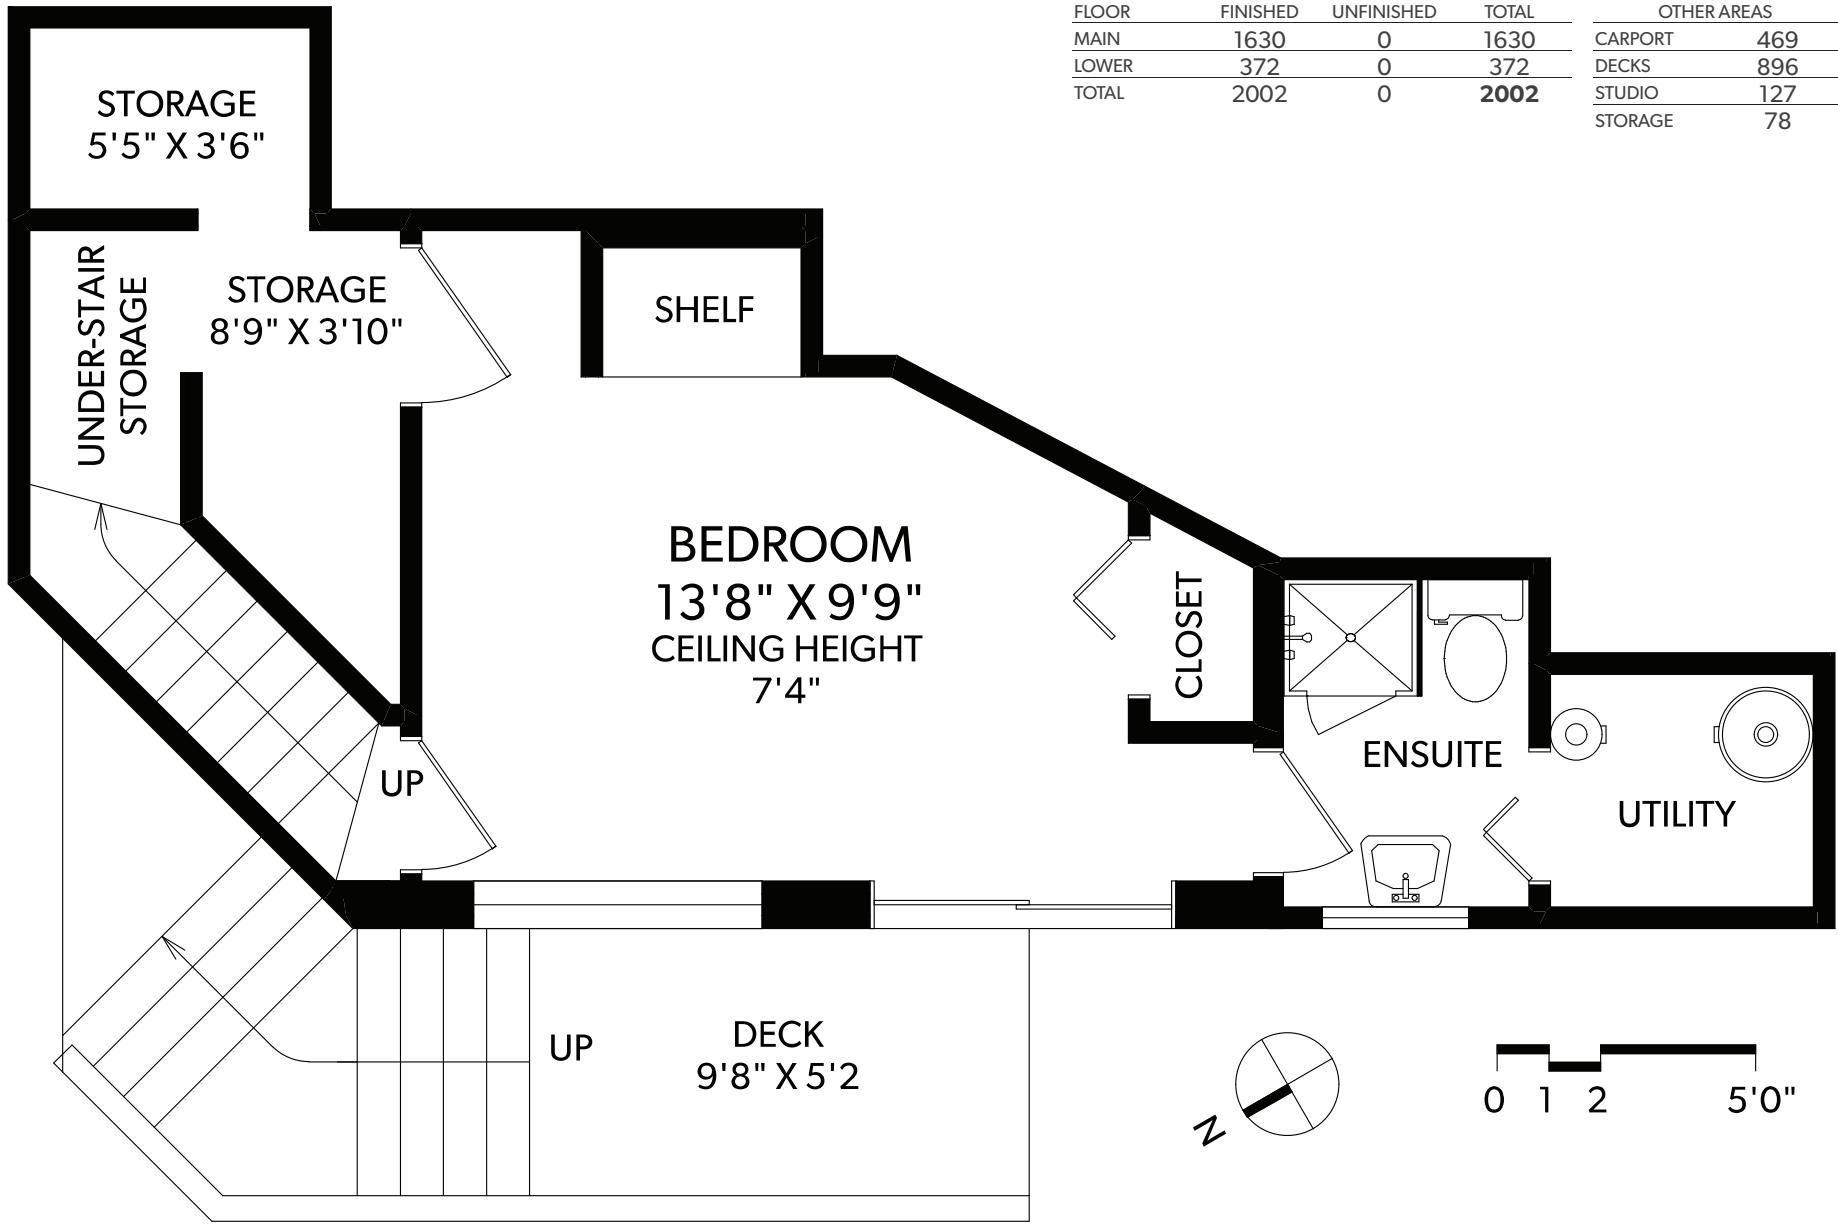 FLOOR FINISHED UNFINISHED TOTAL
MAIN 1630 0 1630
LOWER 372 0 372
TOTAL 2002 0 2002
OTHER AREAS
CARPORT 469
DECKS 896
STUDIO 127
STORAGE 78
STORAGE
5'5" X 3'6"
UNDER-STAIR
STORAGE
STORAGE
8'9" X 3'10"
SHELF
BEDROOM
13'8" X 9'9"
CEILING HEIGHT
7'4"
CLOSET
ENSUITE
UTILITY
UP
UP
DECK
9'8" X 5'2
N
0 1 2 5'0"